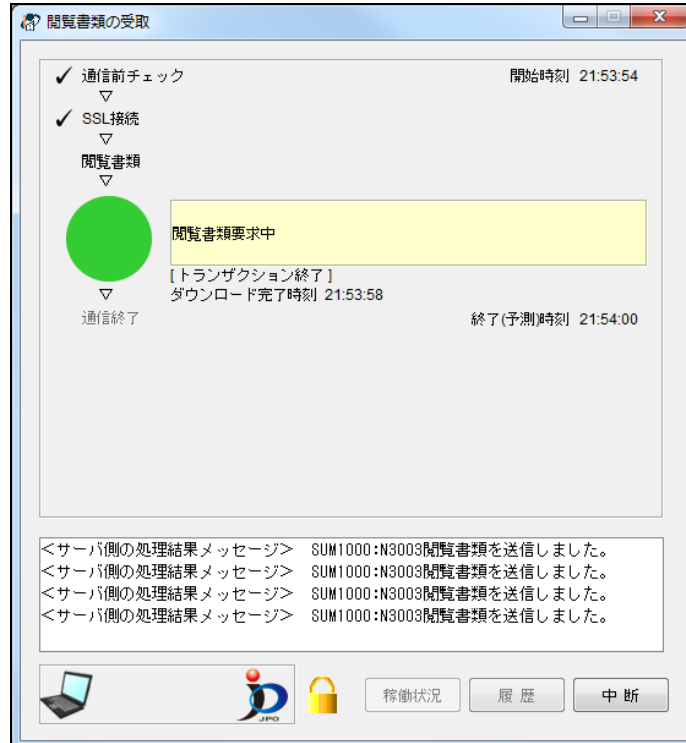 閲覧書類の受取
通信前チェック 開始時刻 21:53:54
▽
SSL接続
▽
閲覧書類
▽
閲覧書類要求中
[トランザクション終了]
▽ ダウンロード完了時刻 21:53:58
通信終了 終了(予測)時刻 21:54:00
<サーバ側の処理結果メッセージ> SUM1000:N3003閲覧書類を送信しました。
<サーバ側の処理結果メッセージ> SUM1000:N3003閲覧書類を送信しました。
<サーバ側の処理結果メッセージ> SUM1000:N3003閲覧書類を送信しました。
<サーバ側の処理結果メッセージ> SUM1000:N3003閲覧書類を送信しました。
JPO 稼働状況 履歴 中断